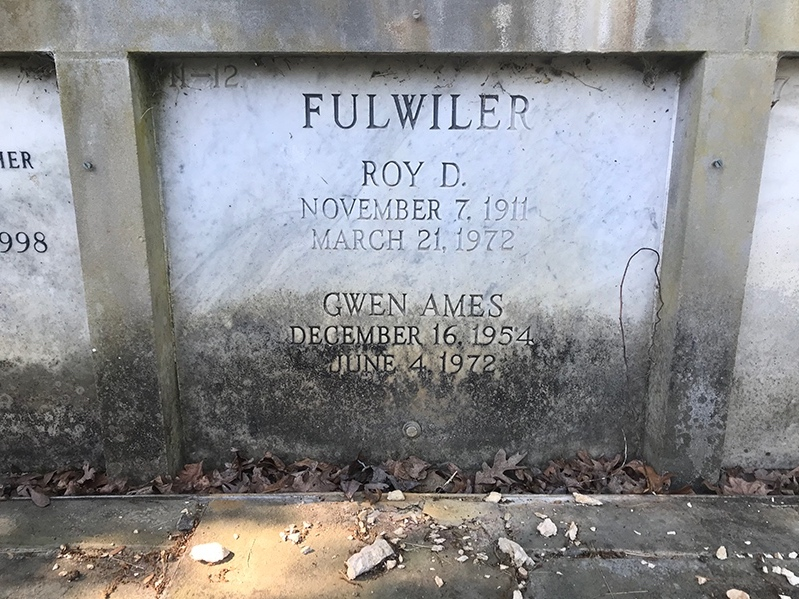 11-12
FULWILER
ROY D.
NOVEMBER 7, 1911
MARCH 21, 1972
GWEN AMES
DECEMBER 16, 1954
JUNE 4, 1972
HER
998